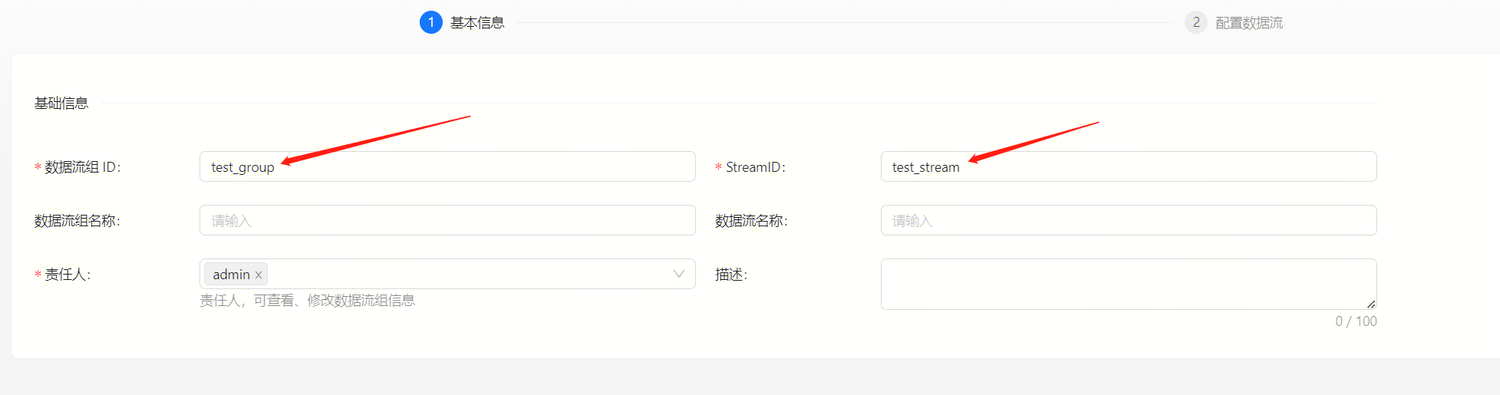 1 基本信息
2 配置数据流
基础信息
* 数据流组 ID: test_group
* StreamID: test_stream
数据流组名称: 请输入
数据流名称: 请输入
* 责任人: admin x
描述:
责任人，可查看、修改数据流组信息
0 / 100